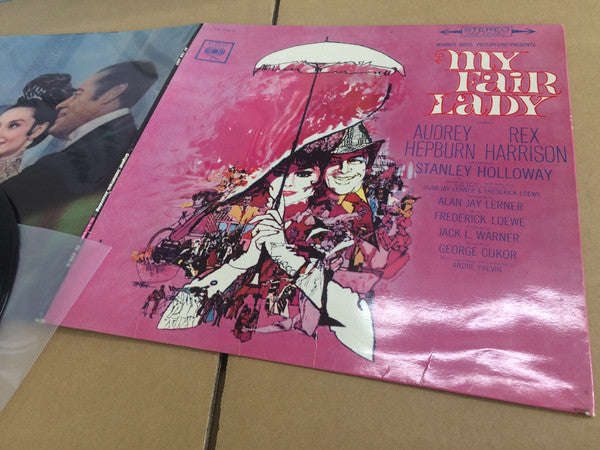 STEREO
WARNER BROS. PICTURES INC. PRESENTS
MY
FAIR
LADY
AUDREY
HEPBURN
REX
HARRISON
STANLEY HOLLOWAY
ALAN JAY LERNER & FREDERICK LOEWE
ALAN JAY LERNER
FREDERICK LOEWE
JACK L. WARNER
GEORGE CUKOR
ANDRÉ PREVIN